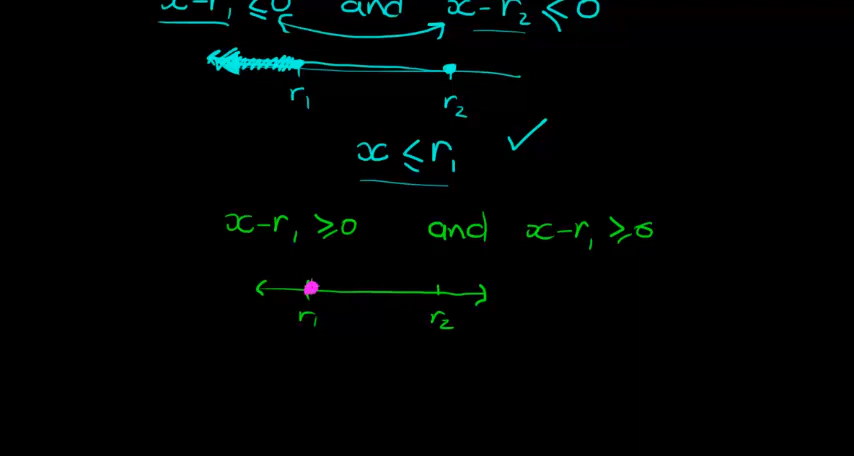 x-r₁ ≤0 and x-r₂ ≤0
r₁ r₂
x ≤ r₁ ✓
x-r₁ ≥0 and x-r₁ ≥0
r₁ r₂